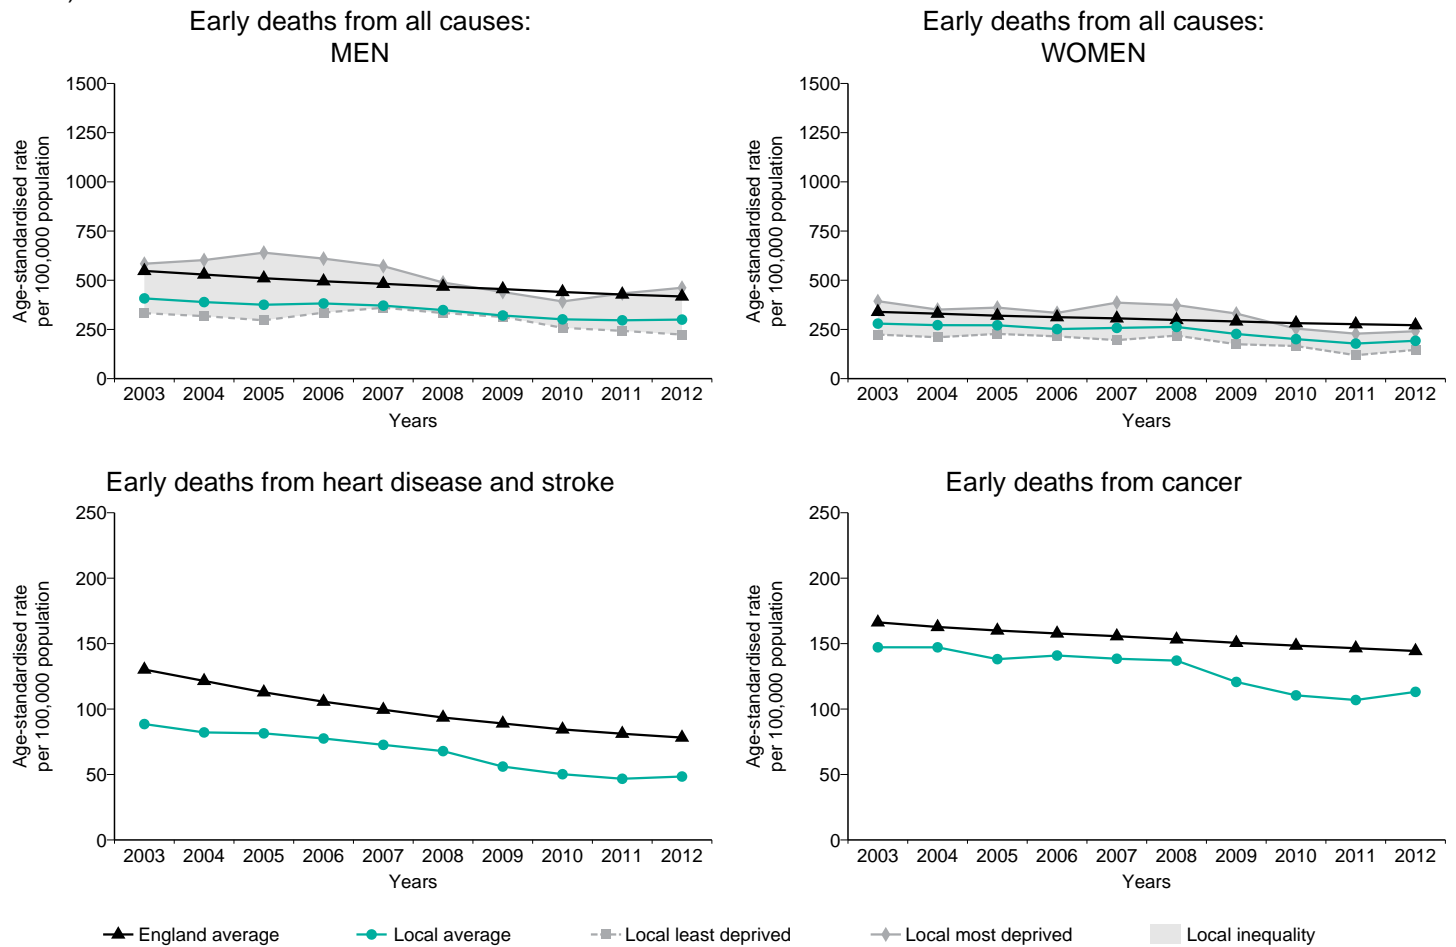 Early deaths from all causes:
MEN
1500
1250
1000
750
500
250
0
Age-standardised rate
per 100,000 population
2003 2004 2005 2006 2007 2008 2009 2010 2011 2012
Years
Early deaths from all causes:
WOMEN
1500
1250
1000
750
500
250
0
Age-standardised rate
per 100,000 population
2003 2004 2005 2006 2007 2008 2009 2010 2011 2012
Years
Early deaths from heart disease and stroke
250
200
150
100
50
0
Age-standardised rate
per 100,000 population
2003 2004 2005 2006 2007 2008 2009 2010 2011 2012
Years
Early deaths from cancer
250
200
150
100
50
0
Age-standardised rate
per 100,000 population
2003 2004 2005 2006 2007 2008 2009 2010 2011 2012
Years
England average Local average Local least deprived Local most deprived Local inequality